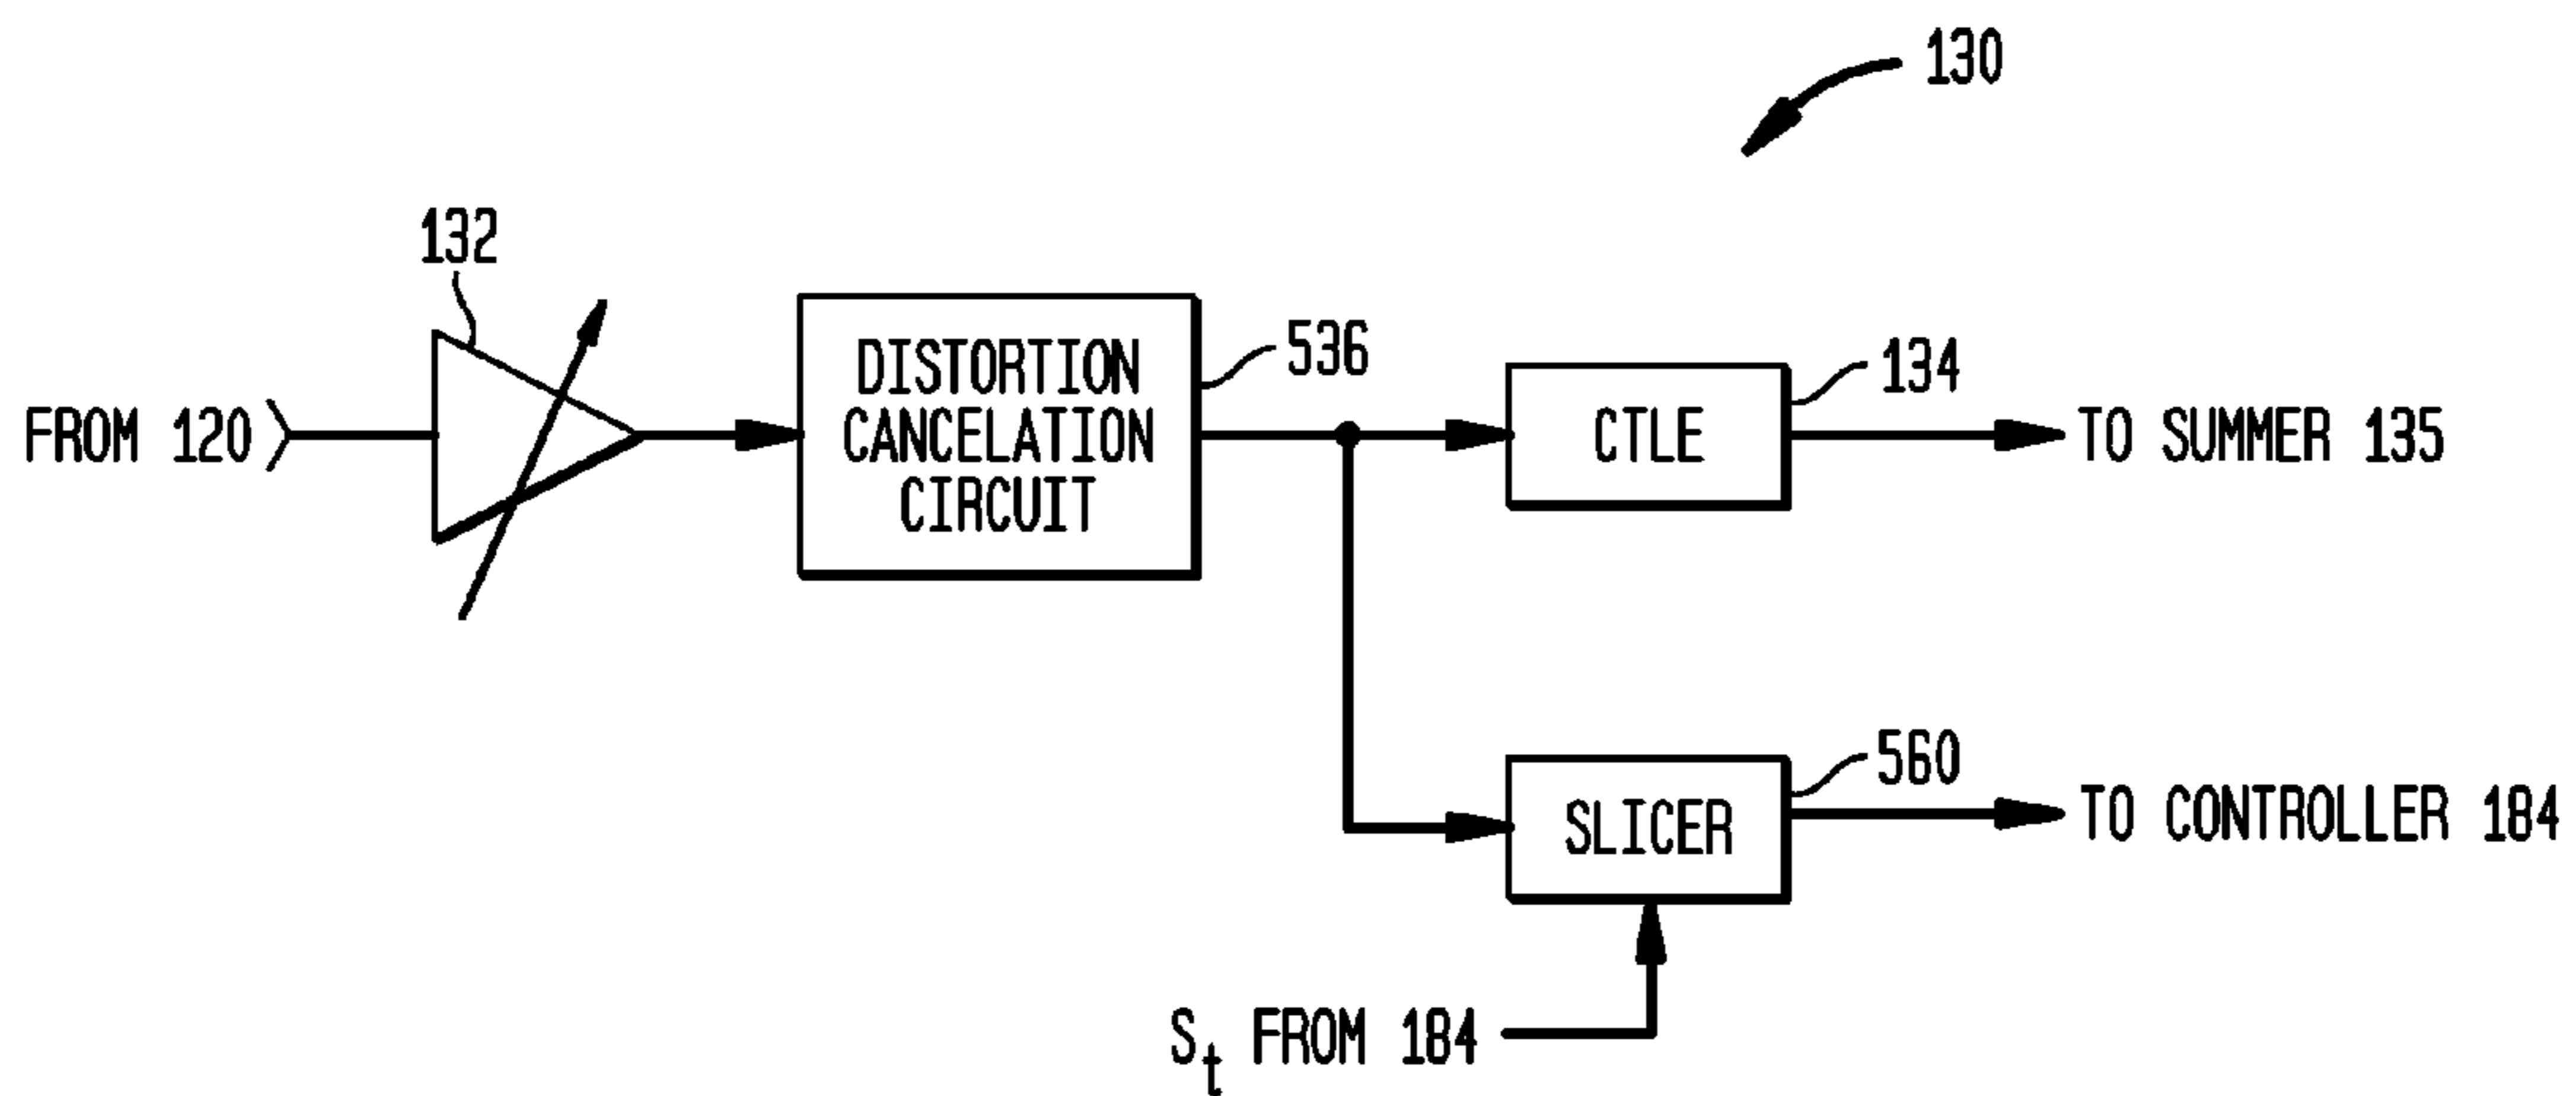 130
132
FROM 120
DISTORTION
CANCELATION
CIRCUIT
536
CTLE
134
TO SUMMER 135
SLICER
560
TO CONTROLLER 184
St FROM 184